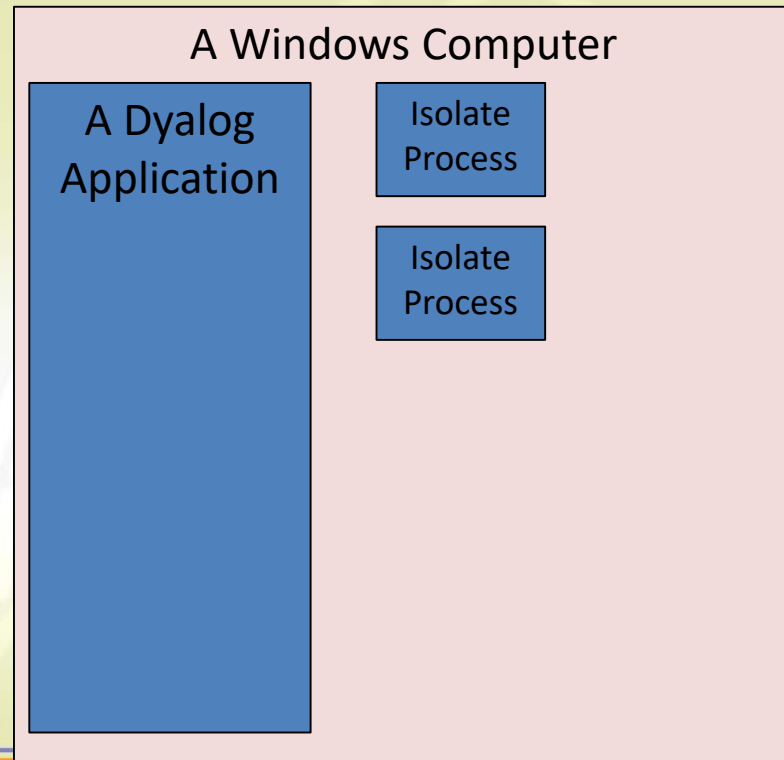 A Windows Computer
A Dyalog
Application
Isolate
Process
Isolate
Process